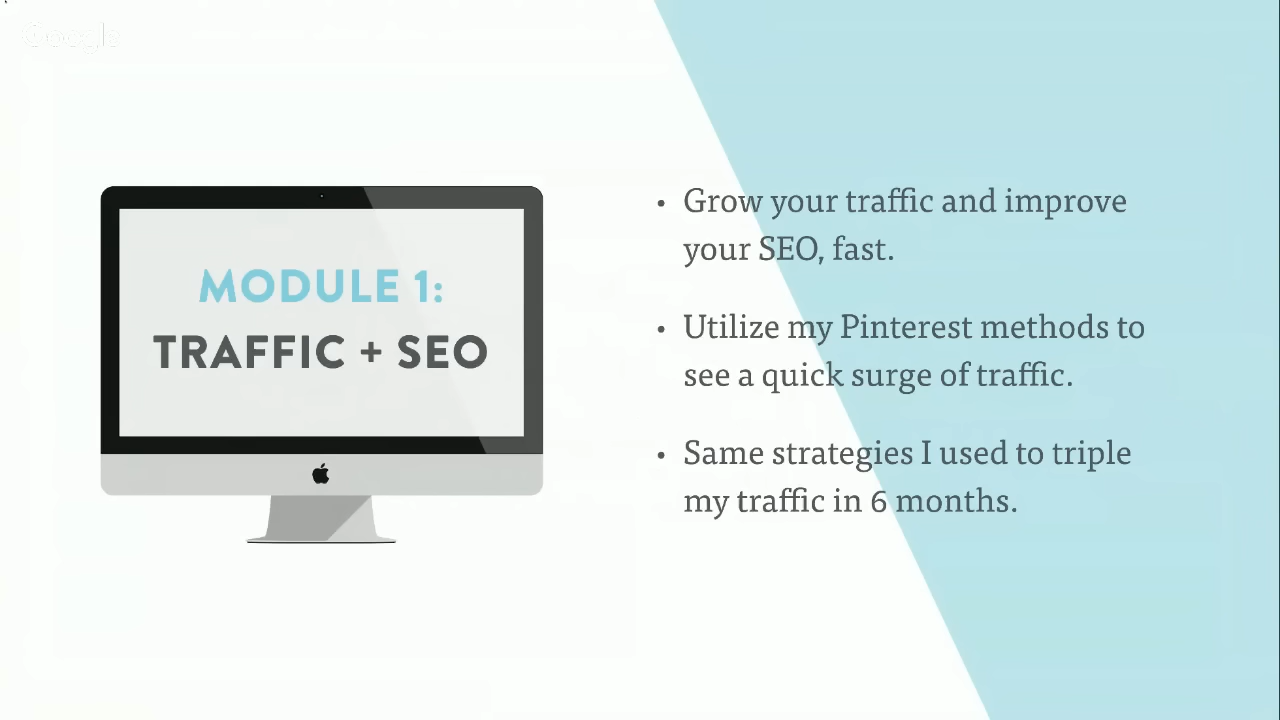 Google
MODULE 1:
TRAFFIC + SEO
• Grow your traffic and improve
your SEO, fast.
• Utilize my Pinterest methods to
see a quick surge of traffic.
• Same strategies I used to triple
my traffic in 6 months.